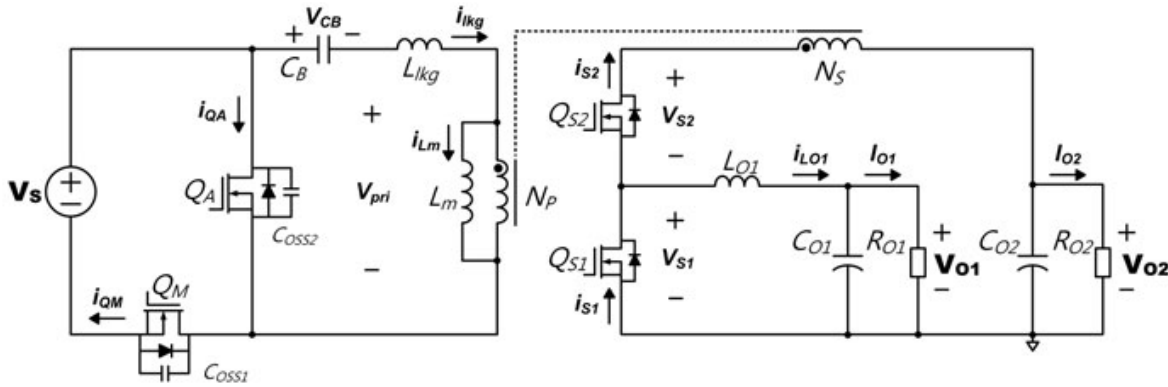 V_CB
i_lkg
C_B
L_lkg
N_S
i_S2
i_QA
Q_S2
V_S2
i_Lm
L_O1
i_LO1
I_O1
I_O2
V_S
Q_A
V_pri
L_m
N_P
C_OSS2
Q_S1
V_S1
C_O1
R_O1
V_O1
C_O2
R_O2
V_O2
Q_M
i_QM
i_S1
C_OSS1